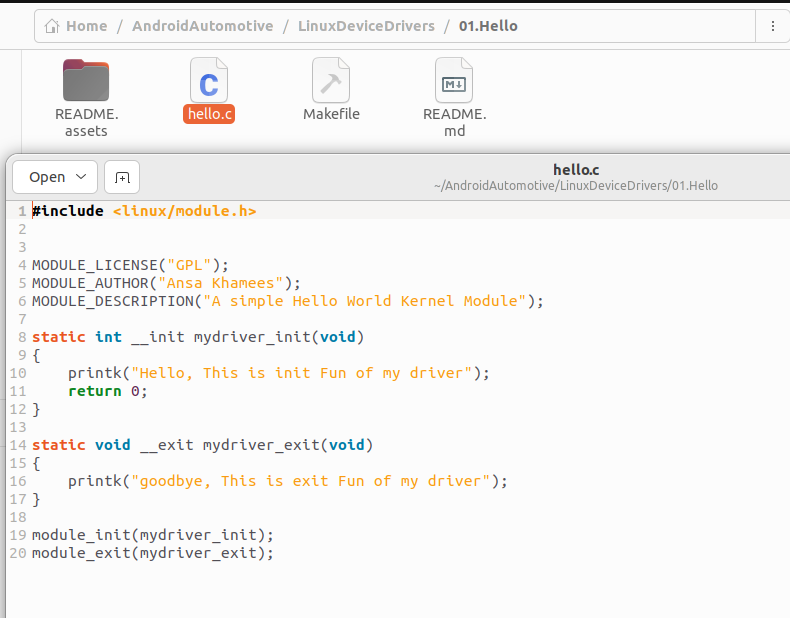 Home / AndroidAutomotive / LinuxDeviceDrivers / 01.Hello
README.
assets
hello.c
Makefile
README.
md
Open
hello.c
~/AndroidAutomotive/LinuxDeviceDrivers/01.Hello
1 #include <linux/module.h>
2
3
4 MODULE_LICENSE("GPL");
5 MODULE_AUTHOR("Ansa Khamees");
6 MODULE_DESCRIPTION("A simple Hello World Kernel Module");
7
8 static int __init mydriver_init(void)
9 {
10     printk("Hello, This is init Fun of my driver");
11     return 0;
12 }
13
14 static void __exit mydriver_exit(void)
15 {
16     printk("goodbye, This is exit Fun of my driver");
17 }
18
19 module_init(mydriver_init);
20 module_exit(mydriver_exit);